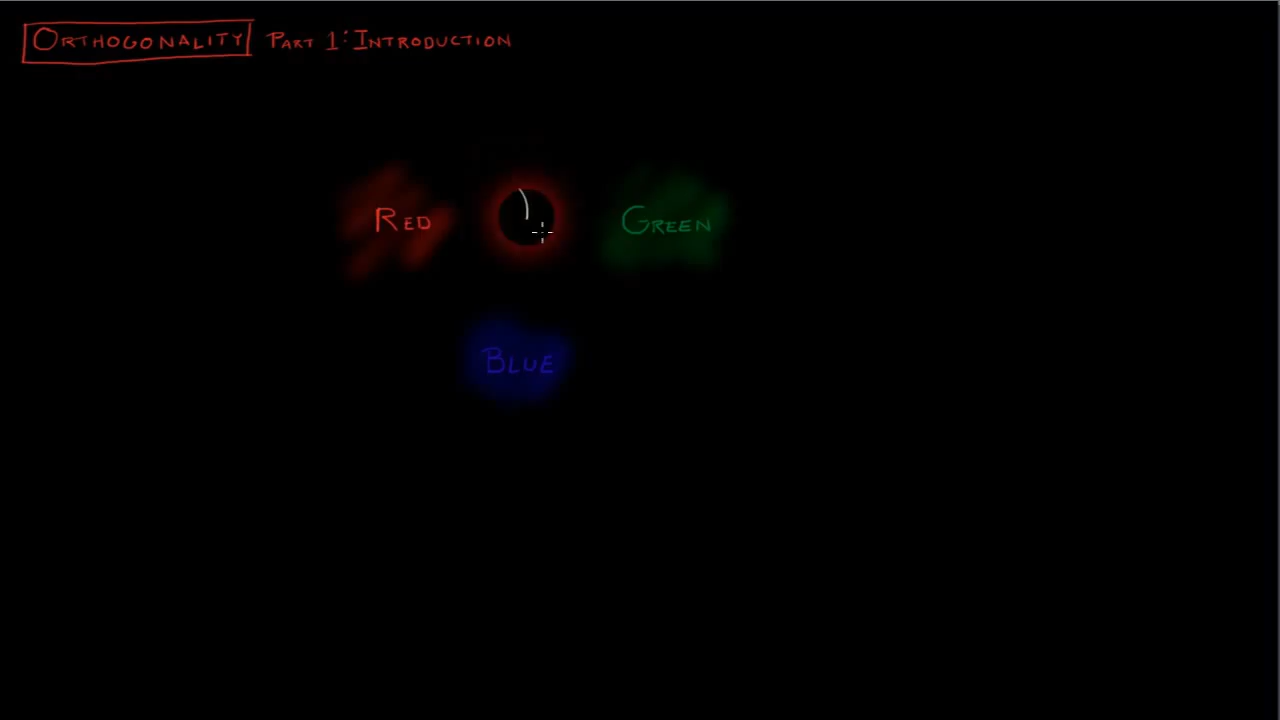 ORTHOGONALITY PART 1: INTRODUCTION
RED
GREEN
BLUE